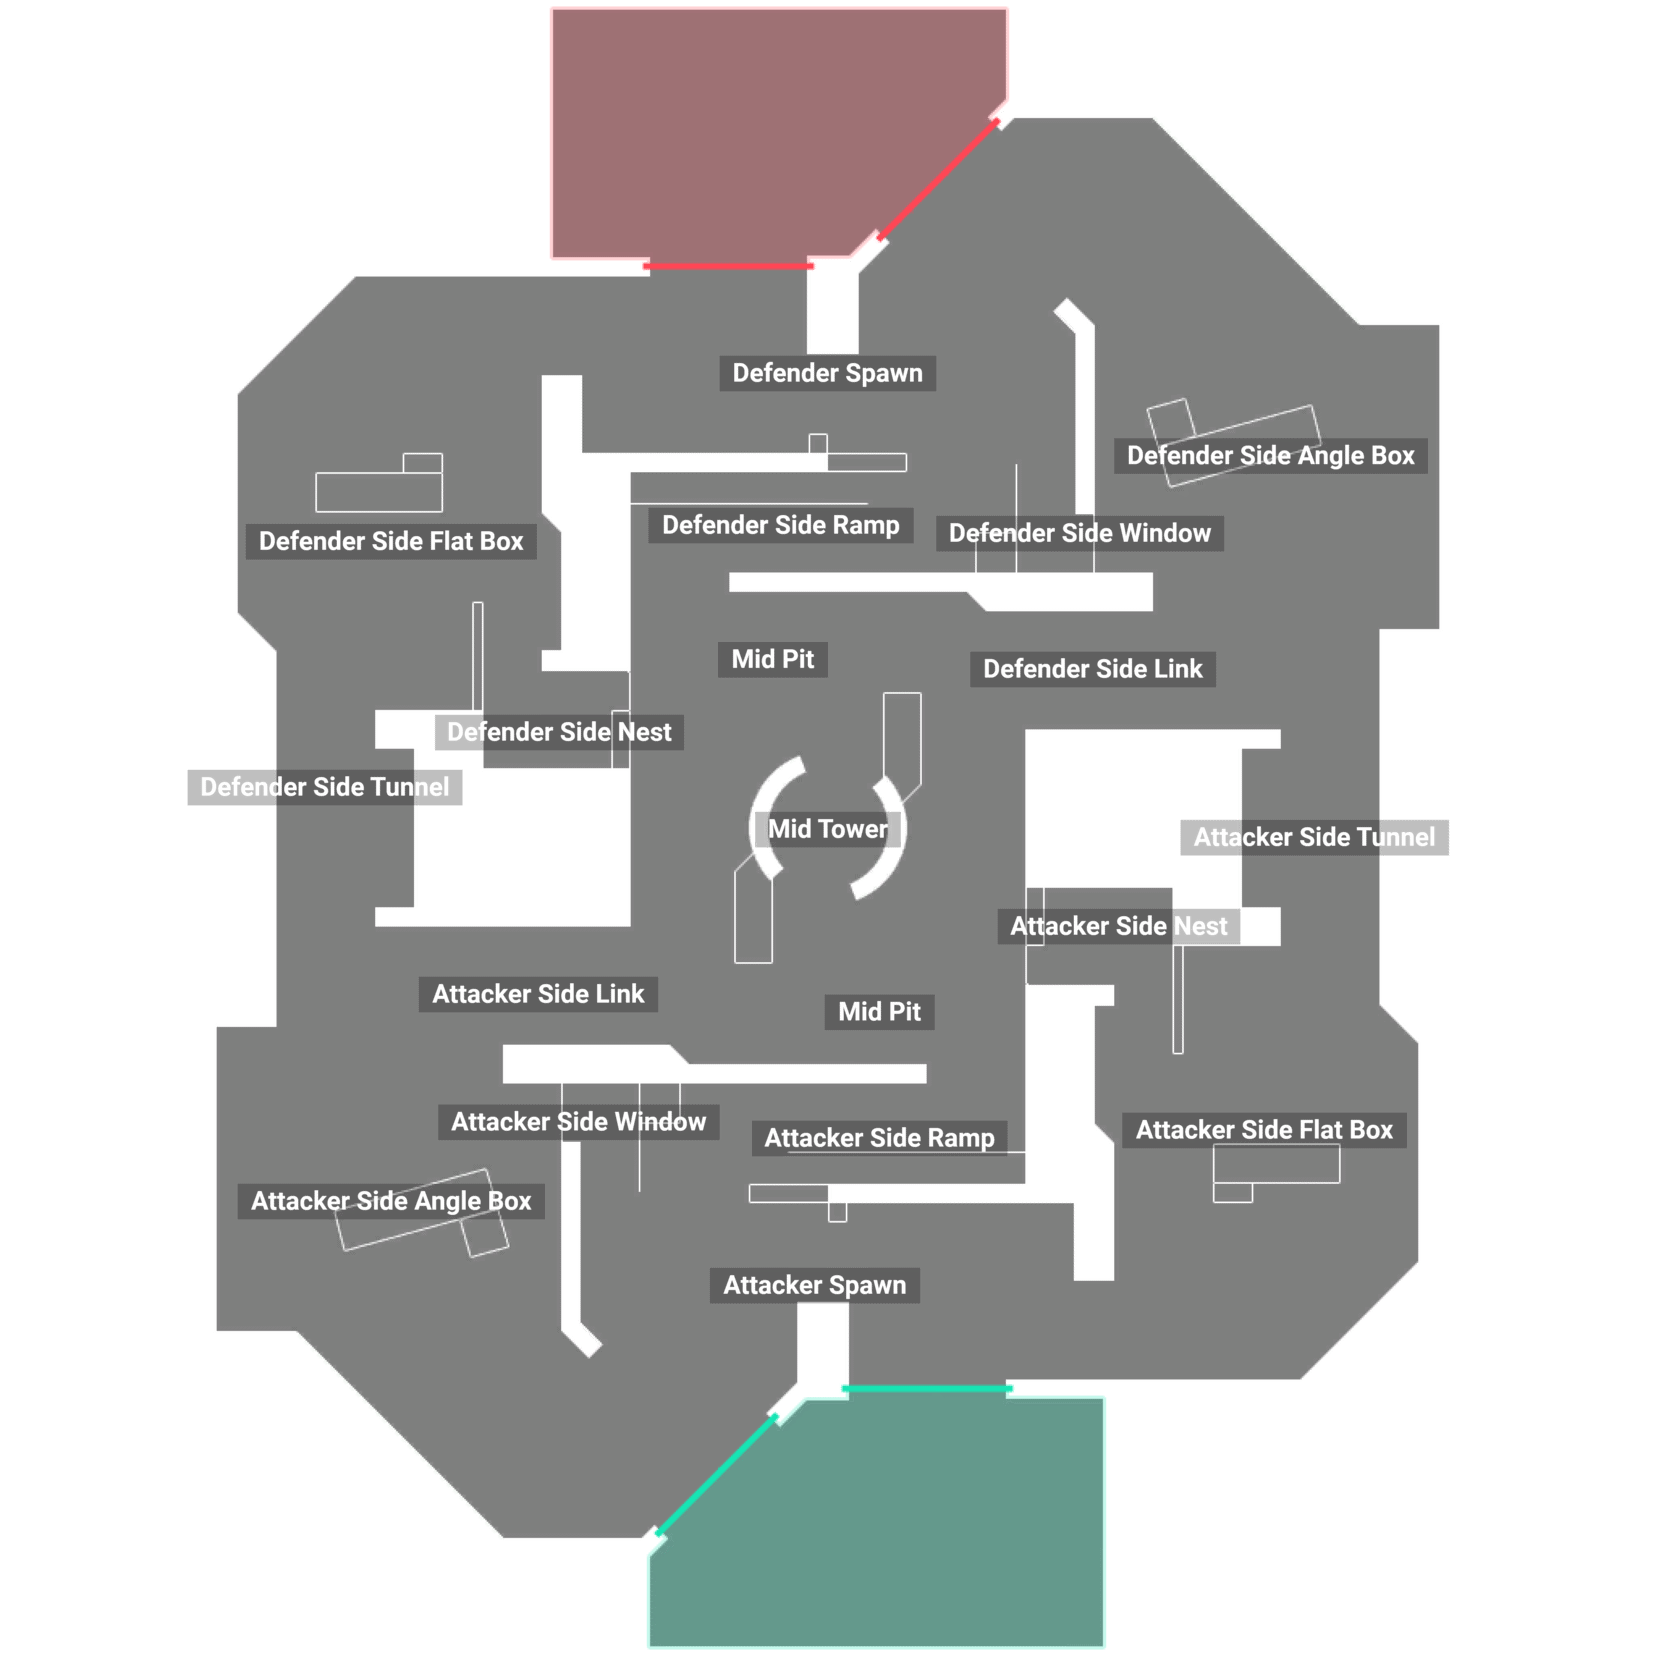 Defender Spawn
Defender Side Angle Box
Defender Side Ramp
Defender Side Window
Defender Side Flat Box
Mid Pit
Defender Side Link
Defender Side Nest
Defender Side Tunnel
Mid Tower
Attacker Side Tunnel
Attacker Side Nest
Attacker Side Link
Mid Pit
Attacker Side Window
Attacker Side Ramp
Attacker Side Flat Box
Attacker Side Angle Box
Attacker Spawn